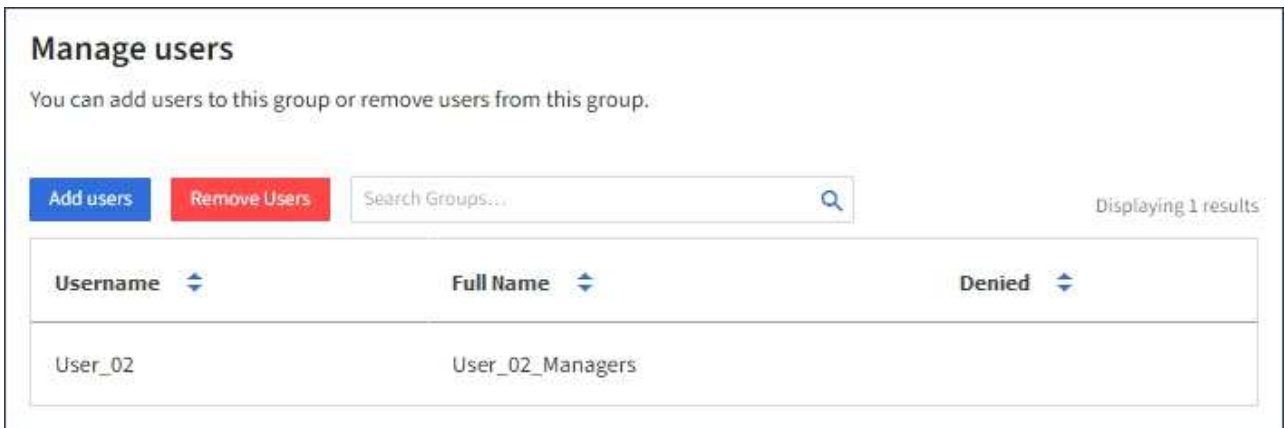 Manage users
You can add users to this group or remove users from this group.
Add users Remove Users Search Groups... Displaying 1 results
Username Full Name Denied
User_02 User_02_Managers